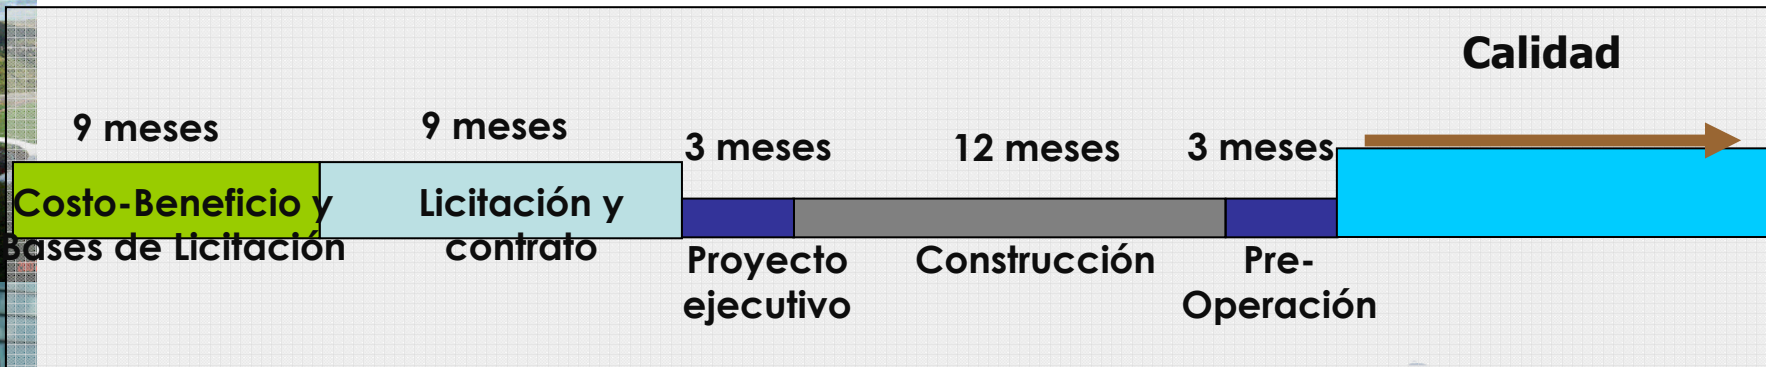 Calidad
9 meses
9 meses
3 meses
12 meses
3 meses
Costo-Beneficio y
Bases de Licitación
Licitación y
contrato
Proyecto
ejecutivo
Construcción
Pre-
Operación